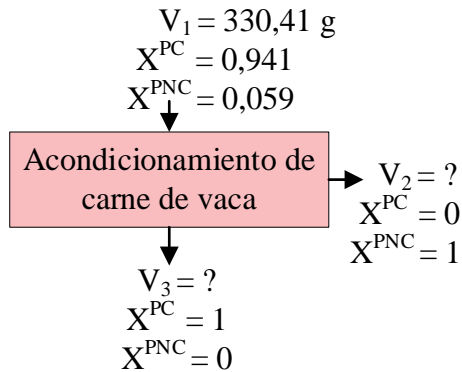 V₁ = 330,41 g
Xᴾᶜ = 0,941
Xᴾᴺᶜ = 0,059
Acondicionamiento de
carne de vaca
V₂ = ?
Xᴾᶜ = 0
Xᴾᴺᶜ = 1
V₃ = ?
Xᴾᶜ = 1
Xᴾᴺᶜ = 0